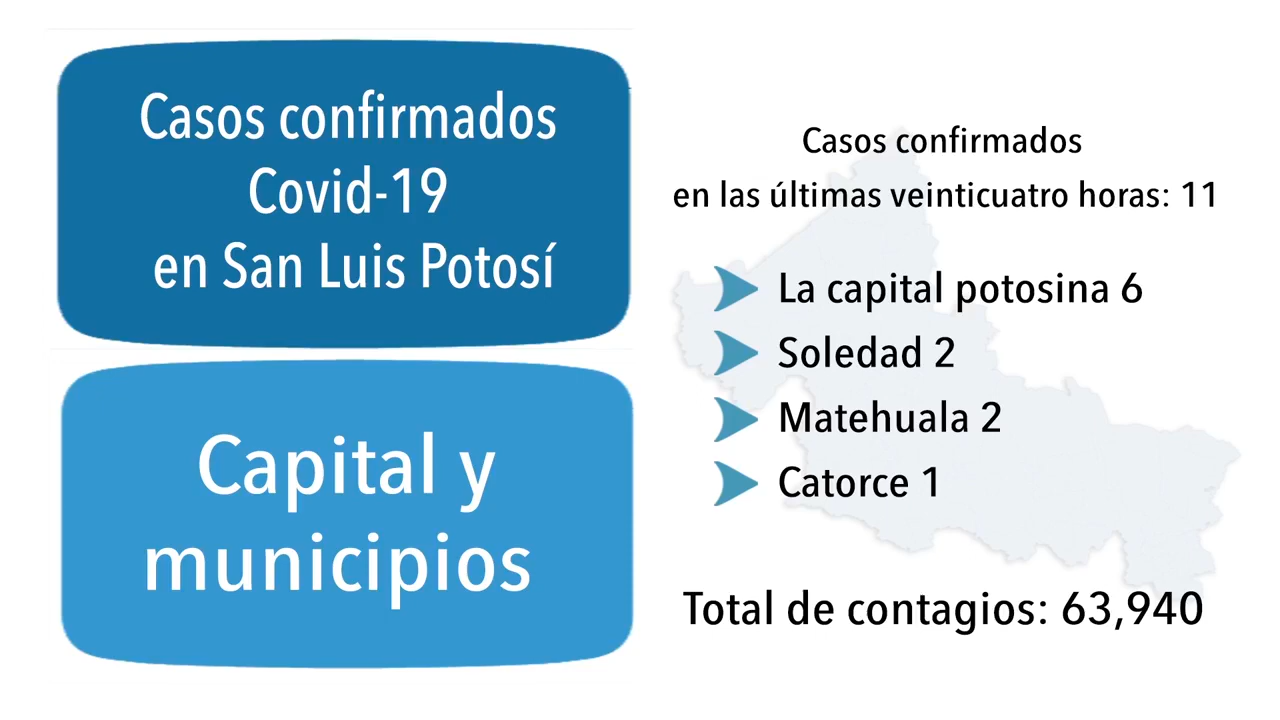 Casos confirmados
Covid-19
en San Luis Potosí
Capital y
municipios
Casos confirmados
en las últimas veinticuatro horas: 11
La capital potosina 6
Soledad 2
Matehuala 2
Catorce 1
Total de contagios: 63,940